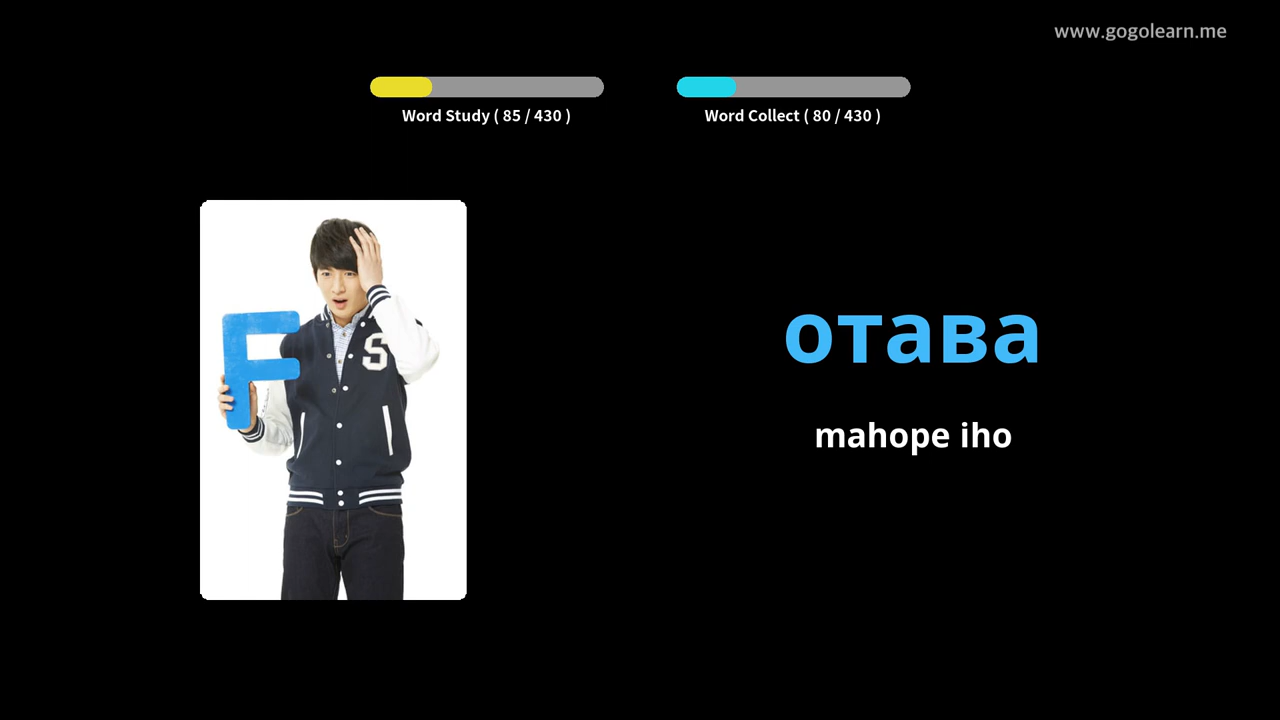 www.gogolearn.me
Word Study ( 85 / 430 )
Word Collect ( 80 / 430 )
F
S
отава
mahope iho